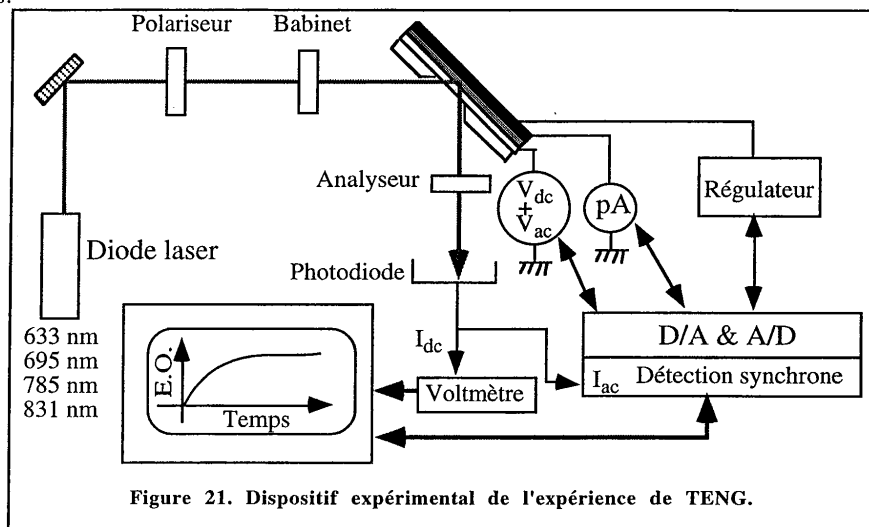 Polariseur
Babinet
Analyseur
V dc
+
V ac
pA
Régulateur
Diode laser
Photodiode
633 nm
695 nm
785 nm
831 nm
E.O.
Temps
I dc
Voltmètre
D/A & A/D
I ac Détection synchrone
Figure 21. Dispositif expérimental de l'expérience de TENG.